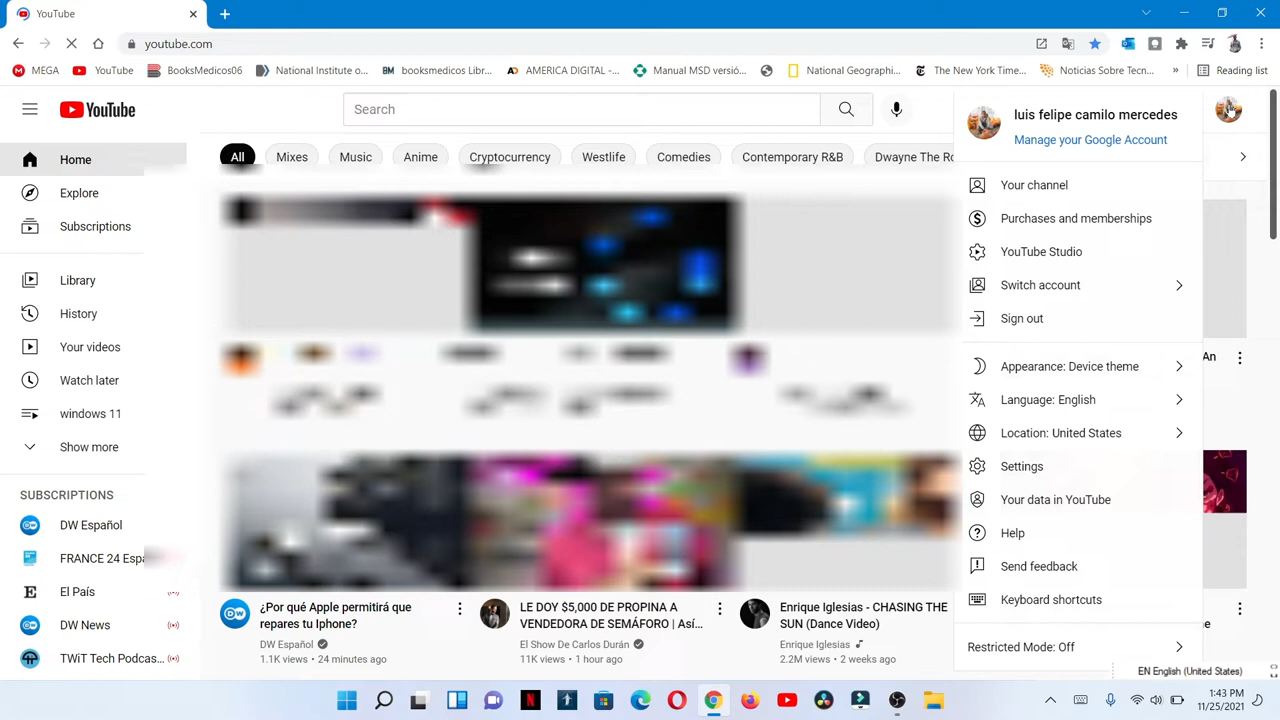 YouTube
youtube.com
MEGA YouTube BooksMedicos06 National Institute o... booksmedicos Libr... AMERICA DIGITAL -... Manual MSD versió... National Geographi... The New York Time... Noticias Sobre Tecn... » Reading list
YouTube
Search
luis felipe camilo mercedes
Manage your Google Account
All Mixes Music Anime Cryptocurrency Westlife Comedies Contemporary R&B Dwayne The Ro
Home
Explore
Subscriptions
Library
History
Your videos
Watch later
windows 11
Show more
SUBSCRIPTIONS
DW Español
FRANCE 24 Espa
El País
DW News
TWiT Tech Podcas...
Your channel
Purchases and memberships
YouTube Studio
Switch account
Sign out
Appearance: Device theme
Language: English
Location: United States
Settings
Your data in YouTube
Help
Send feedback
Keyboard shortcuts
Restricted Mode: Off
An
¿Por qué Apple permitirá que
repares tu Iphone?
DW Español
1.1K views • 24 minutes ago
LE DOY $5,000 DE PROPINA A
VENDEDORA DE SEMÁFORO | Así...
El Show De Carlos Durán
11K views • 1 hour ago
Enrique Iglesias - CHASING THE
SUN (Dance Video)
Enrique Iglesias
2.2M views • 2 weeks ago
ne
EN English (United States)
1:43 PM
11/25/2021